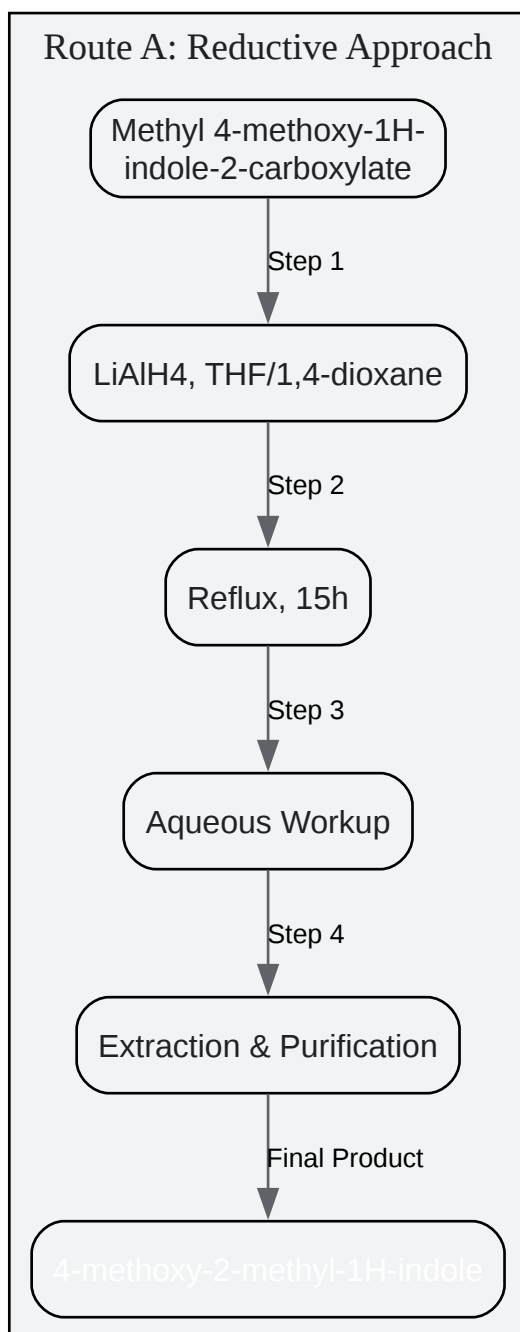 Route A: Reductive Approach
Methyl 4-methoxy-1H-
indole-2-carboxylate
Step 1
LiAlH4, THF/1,4-dioxane
Step 2
Reflux, 15h
Step 3
Aqueous Workup
Step 4
Extraction & Purification
Final Product
4-methoxy-2-methyl-1H-indole